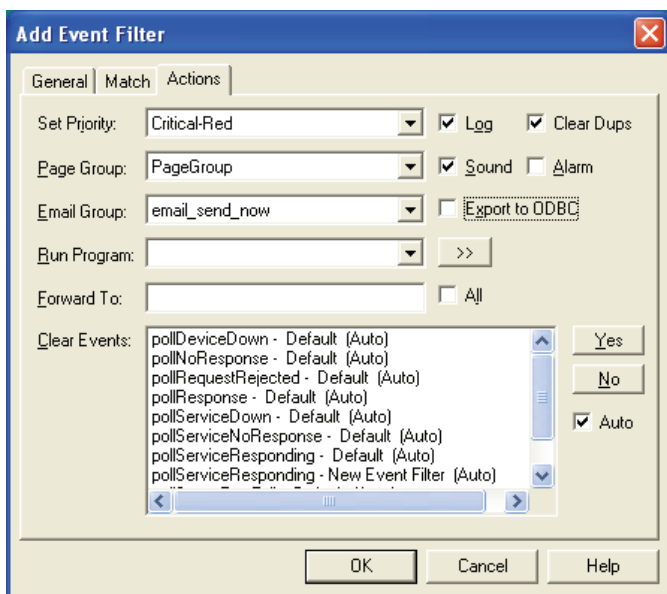 Add Event Filter
General Match Actions
Set Priority: Critical-Red Log Clear Dups
Page Group: PageGroup Sound Alarm
Email Group: email_send_now Export to ODBC
Run Program: >>
Forward To: All
Clear Events: pollDeviceDown - Default (Auto) Yes
pollNoResponse - Default (Auto)
pollRequestRejected - Default (Auto) No
pollResponse - Default (Auto)
pollServiceDown - Default (Auto) Auto
pollServiceNoResponse - Default (Auto)
pollServiceResponding - Default (Auto)
pollServiceResponding - New Event Filter (Auto)
OK Cancel Help